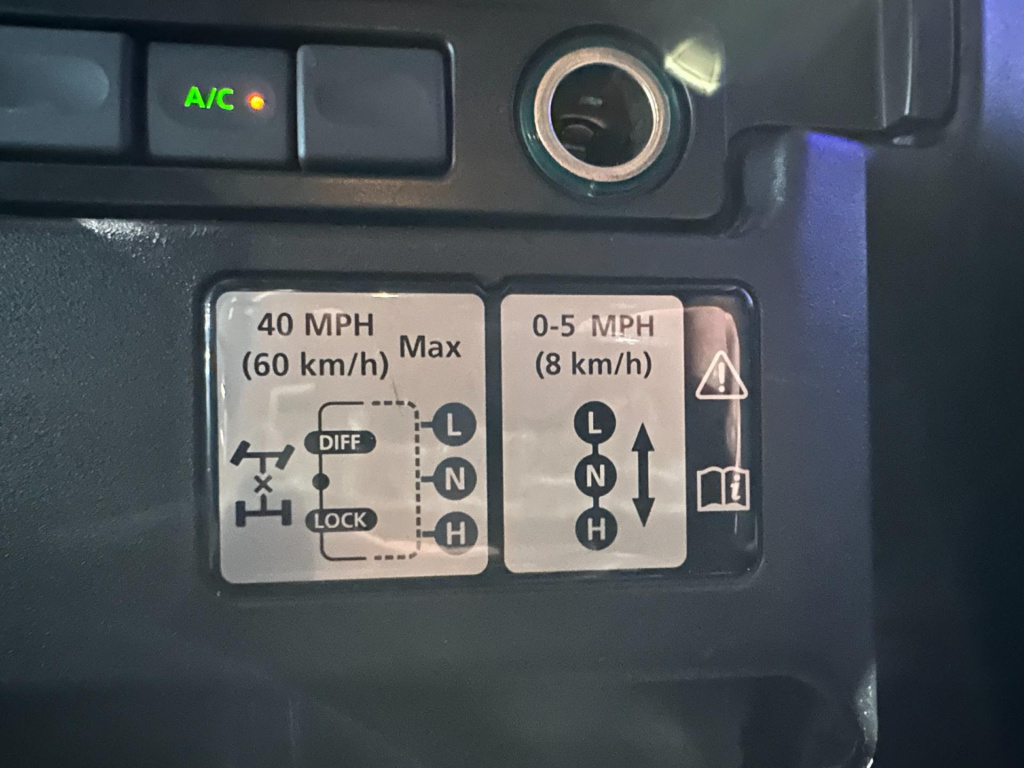 A/C
40 MPH
(60 km/h) Max
DIFF
LOCK
L
N
H
0-5 MPH
(8 km/h)
L
N
H
i